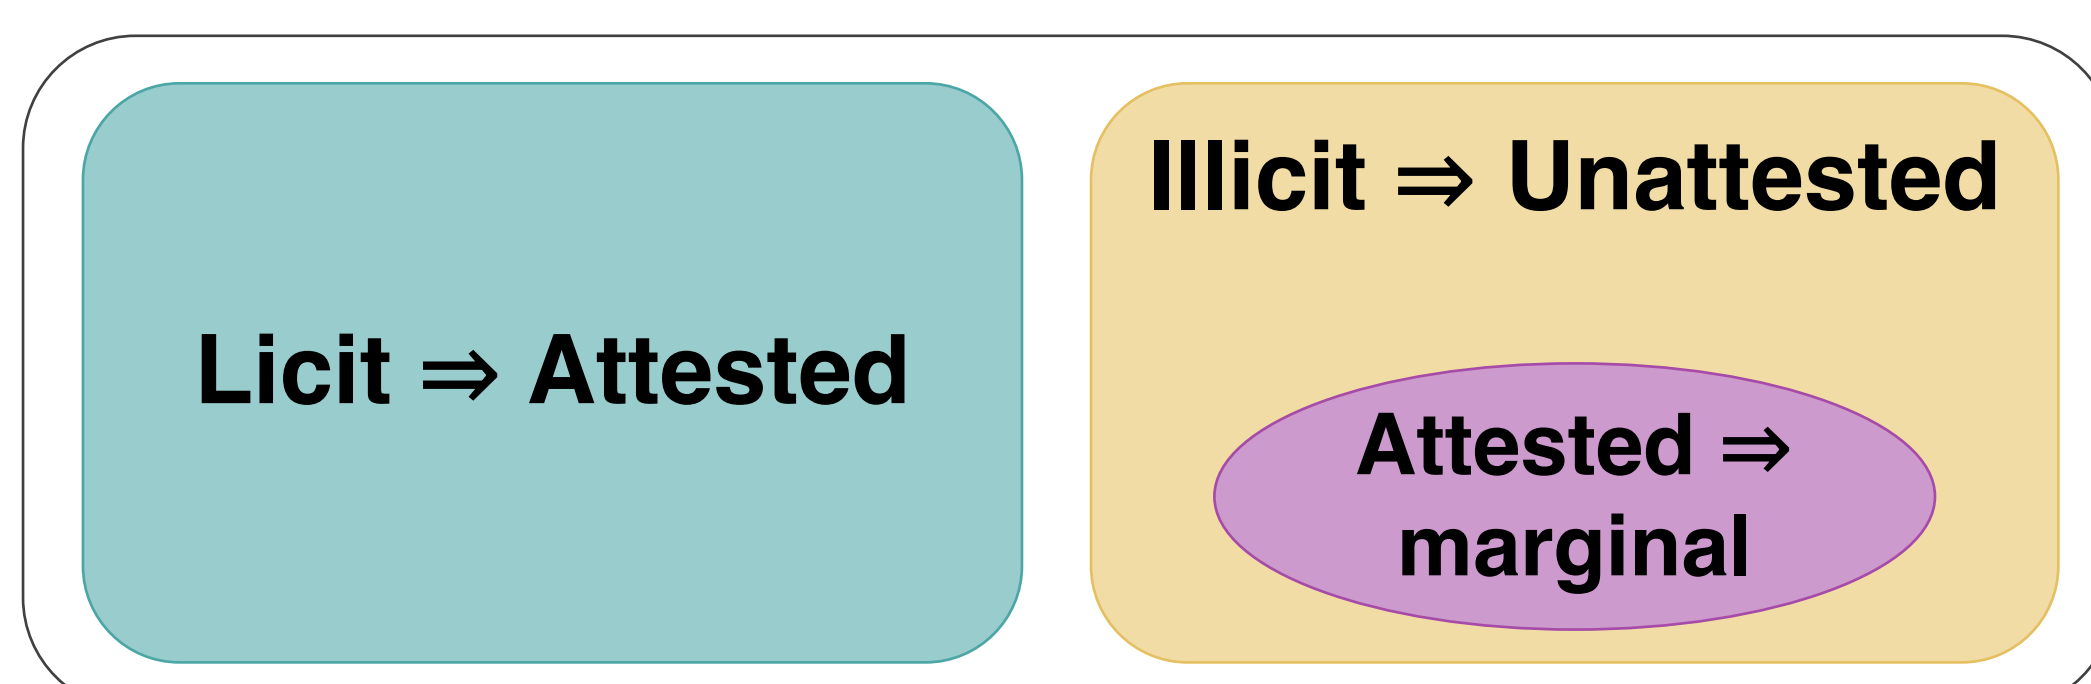 Licit ⇒ Attested
Illicit ⇒ Unattested
Attested ⇒
marginal